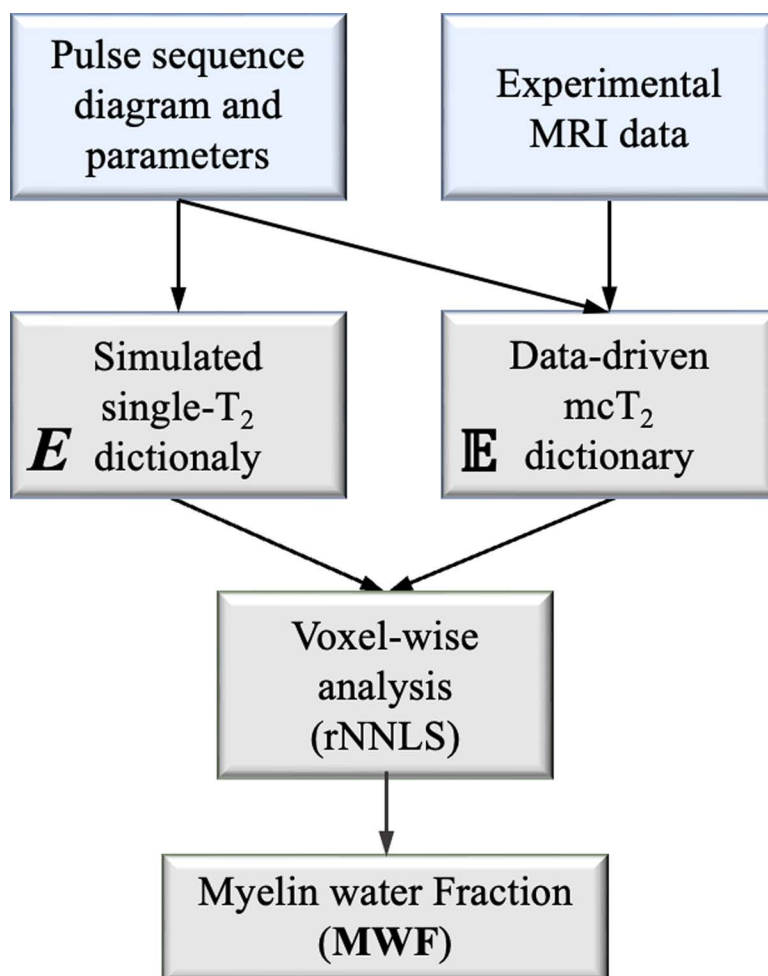 Pulse sequence
diagram and
parameters
Experimental
MRI data
Simulated
single-T₂
E dictionaly
Data-driven
mcT₂
𝔼 dictionary
Voxel-wise
analysis
(rNNLS)
Myelin water Fraction
(MWF)